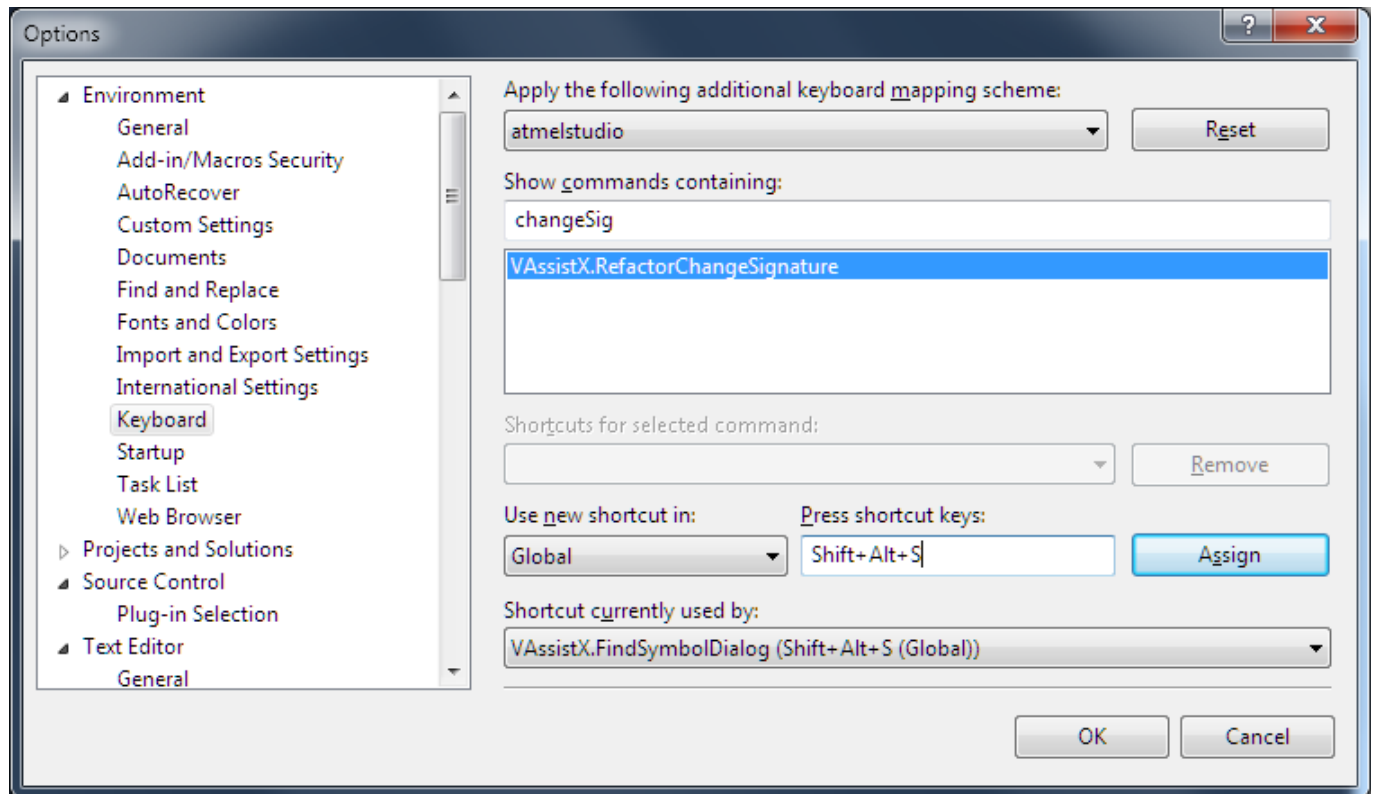 Options
?
X
Environment
General
Add-in/Macros Security
AutoRecover
Custom Settings
Documents
Find and Replace
Fonts and Colors
Import and Export Settings
International Settings
Keyboard
Startup
Task List
Web Browser
Projects and Solutions
Source Control
Plug-in Selection
Text Editor
General
Apply the following additional keyboard mapping scheme:
atmelstudio
Reset
Show commands containing:
changeSig
VAssistX.RefactorChangeSignature
Shortcuts for selected command:
Remove
Use new shortcut in:
Press shortcut keys:
Global
Shift+Alt+S
Assign
Shortcut currently used by:
VAssistX.FindSymbolDialog (Shift+Alt+S (Global))
OK
Cancel